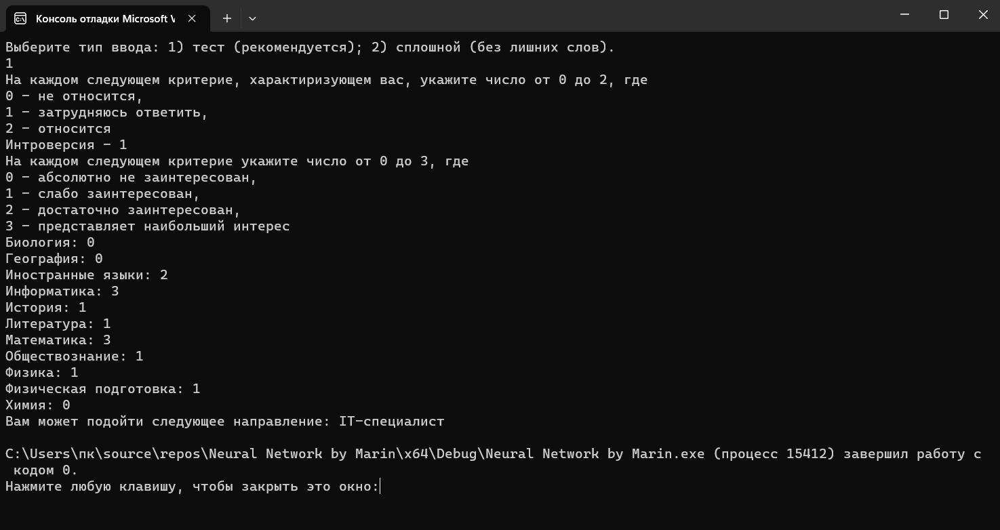 Консоль отладки Microsoft V
Выберите тип ввода: 1) тест (рекомендуется); 2) сплошной (без лишних слов).
1
На каждом следующем критерие, характиризующем вас, укажите число от 0 до 2, где
0 - не относится,
1 - затрудняюсь ответить,
2 - относится
Интроверсия - 1
На каждом следующем критерие укажите число от 0 до 3, где
0 - абсолютно не заинтересован,
1 - слабо заинтересован,
2 - достаточно заинтересован,
3 - представляет наибольший интерес
Биология: 0
География: 0
Иностранные языки: 2
Информатика: 3
История: 1
Литература: 1
Математика: 3
Обществознание: 1
Физика: 1
Физическая подготовка: 1
Химия: 0
Вам может подойти следующее направление: IT-специалист
C:\Users\пк\source\repos\Neural Network by Marin\x64\Debug\Neural Network by Marin.exe (процесс 15412) завершил работу с
кодом 0.
Нажмите любую клавишу, чтобы закрыть это окно: